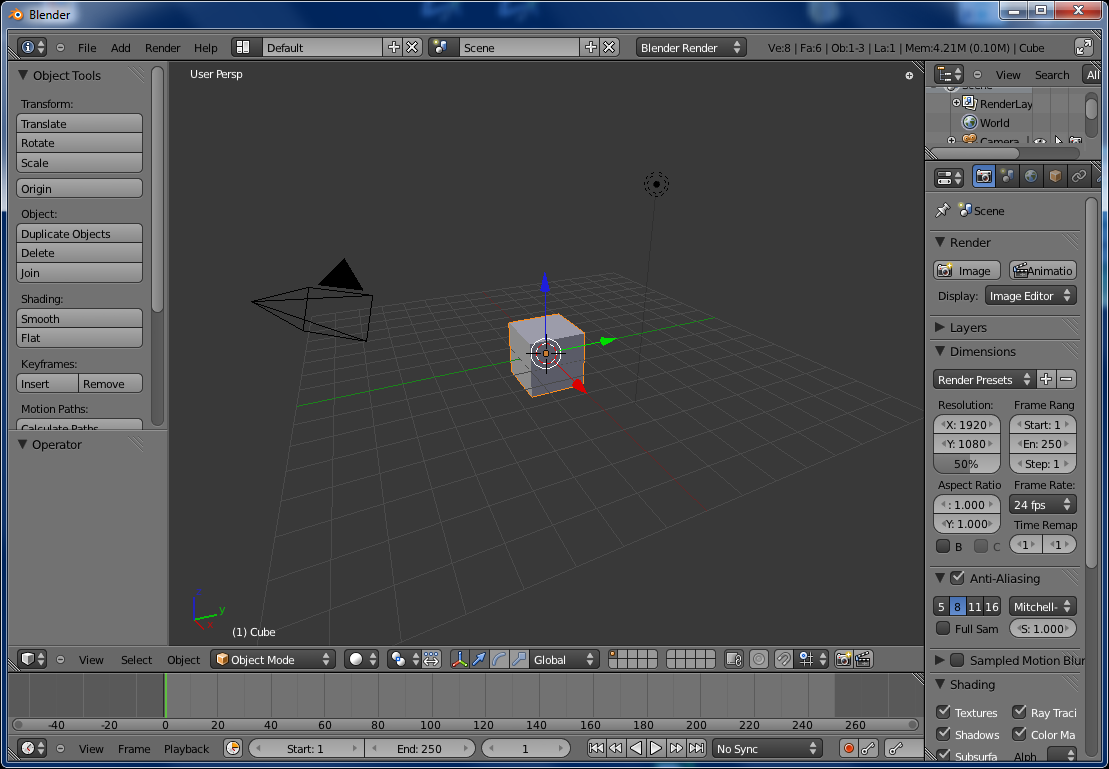 Blender
File Add Render Help Default Scene Blender Render Ve:8 | Fa:6 | Ob:1-3 | La:1 | Mem:4.21M (0.10M) | Cube
Object Tools
Transform:
Translate
Rotate
Scale
Origin
Object:
Duplicate Objects
Delete
Join
Shading:
Smooth
Flat
Keyframes:
Insert Remove
Motion Paths:
Calculate Paths
Operator
User Persp
z
y
x
(1) Cube
View Select Object Object Mode Global
-40 -20 0 20 40 60 80 100 120 140 160 180 200 220 240 260
View Frame Playback Start: 1 End: 250 1 No Sync
View Search All
Scene
RenderLay
World
Camera
Scene
Render
Image Animatio
Display: Image Editor
Layers
Dimensions
Render Presets
Resolution: Frame Rang
X: 1920 Start: 1
Y: 1080 En: 250
50% Step: 1
Aspect Ratio Frame Rate:
: 1.000 24 fps
Y: 1.000 Time Remap
B C 1 1
Anti-Aliasing
5 8 11 16 Mitchell-
Full Sam S: 1.000
Sampled Motion Blur
Shading
Textures Ray Traci
Shadows Color Ma
Subsurfa Alph